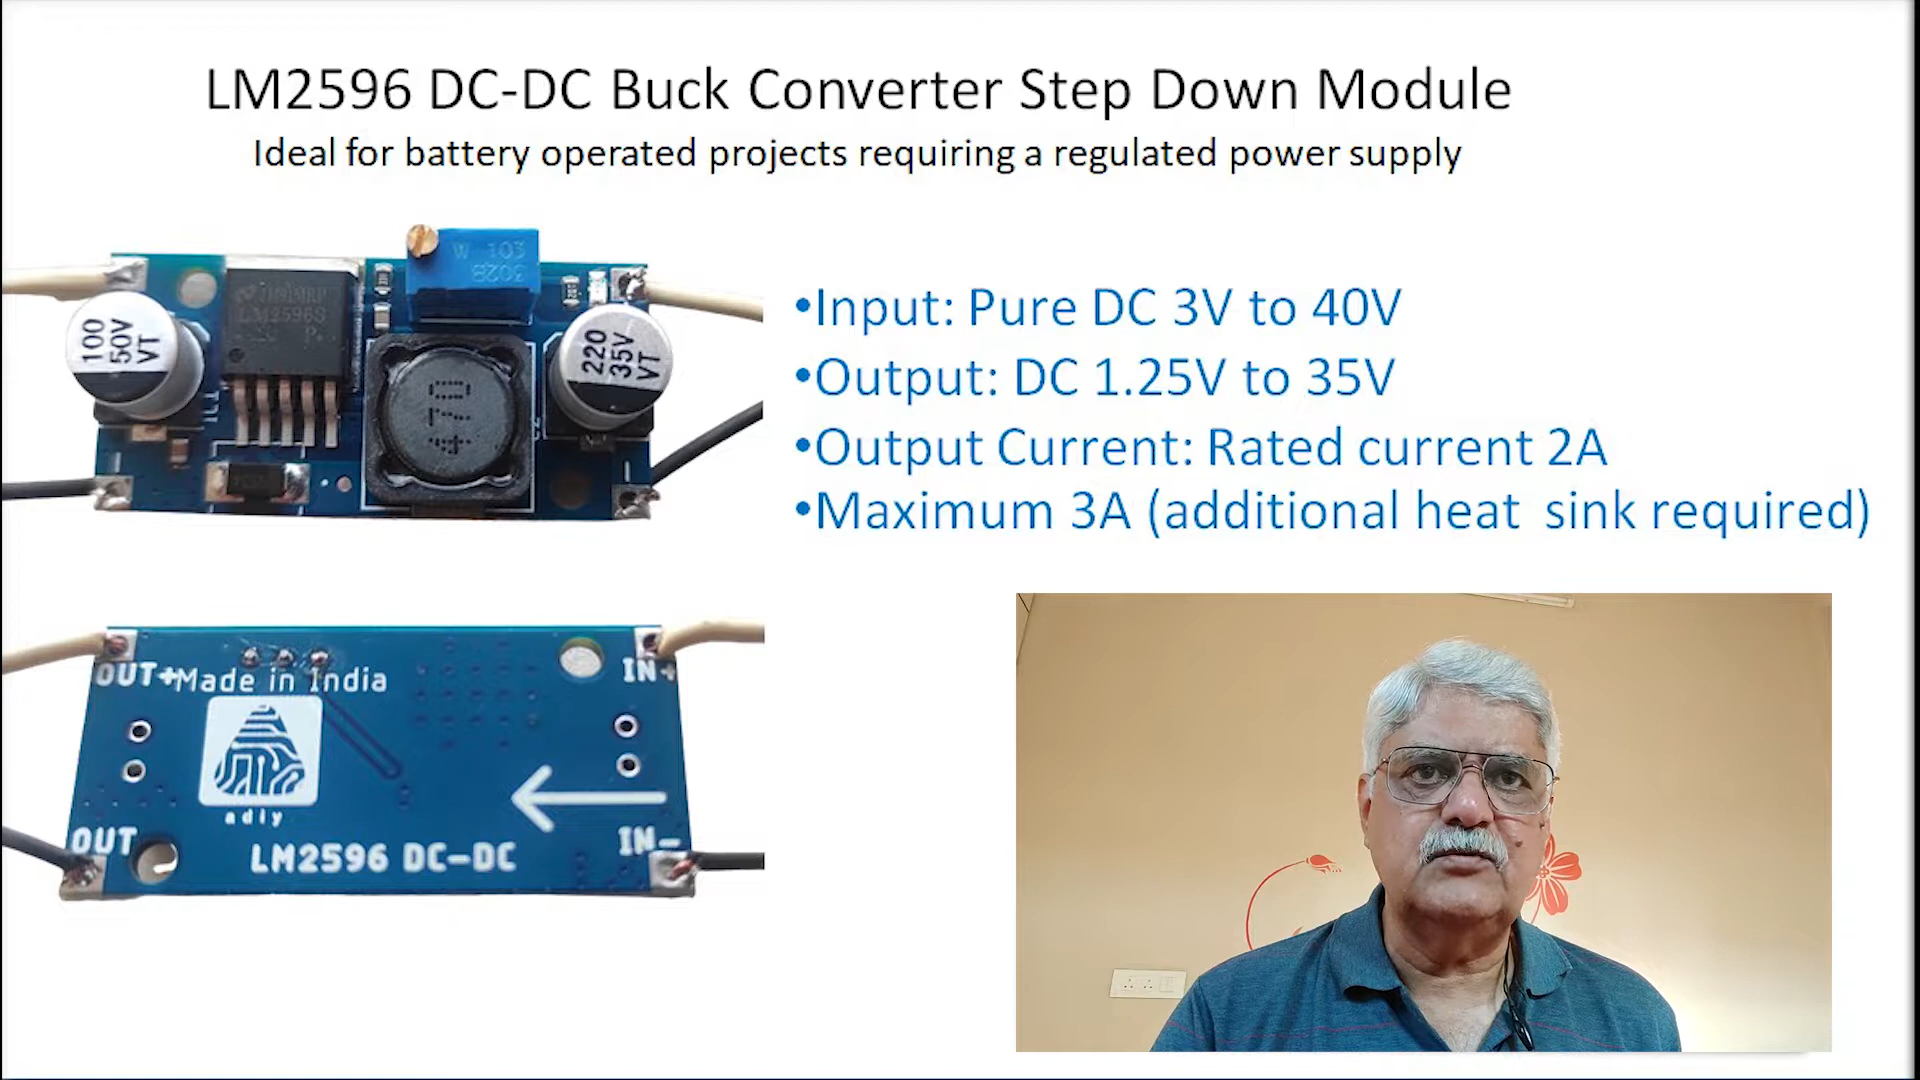 LM2596 DC-DC Buck Converter Step Down Module
Ideal for battery operated projects requiring a regulated power supply
W 103
302B
LM2596S
100
50V
VT
220
35V
VT
470
•Input: Pure DC 3V to 40V
•Output: DC 1.25V to 35V
•Output Current: Rated current 2A
•Maximum 3A (additional heat sink required)
OUT+
Made in India
IN+
adiy
OUT
IN-
LM2596 DC-DC